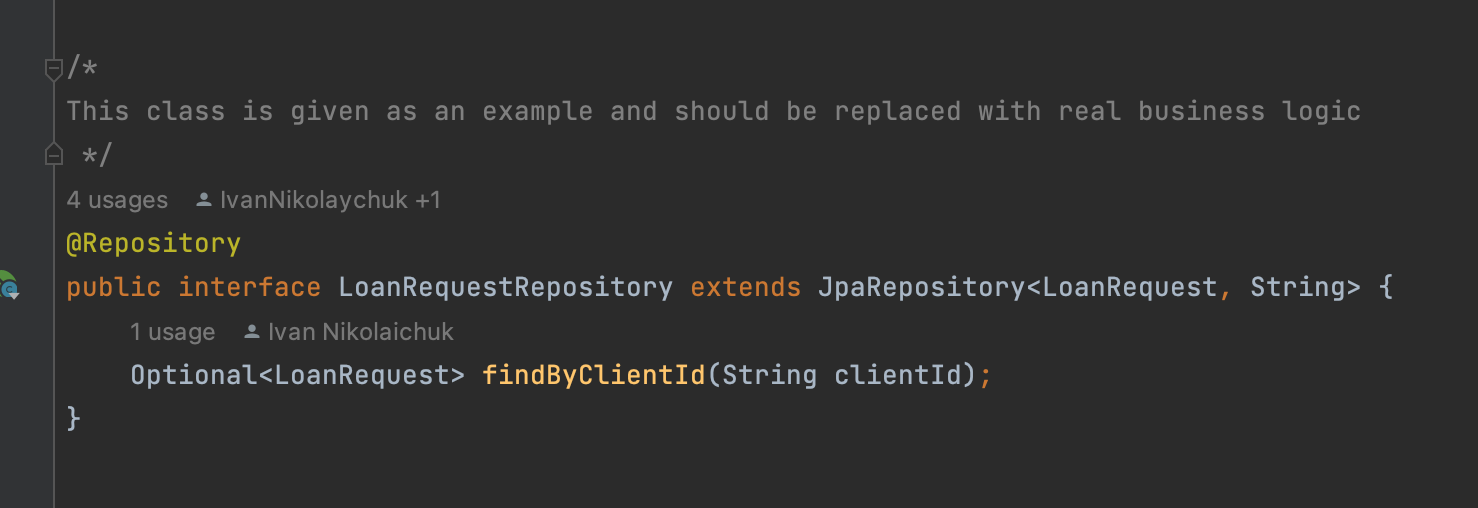 /*
This class is given as an example and should be replaced with real business logic
*/
4 usages IvanNikolaychuk +1
@Repository
public interface LoanRequestRepository extends JpaRepository<LoanRequest, String> {
1 usage Ivan Nikolaichuk
Optional<LoanRequest> findByClientId(String clientId);
}